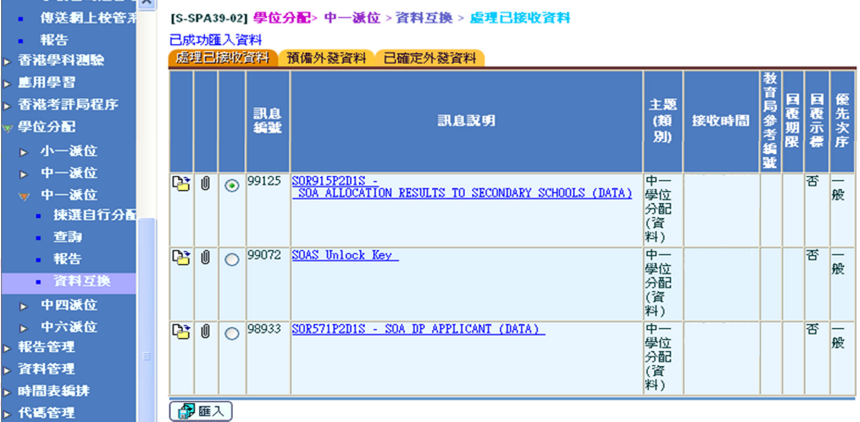 傳送網上校管系
報告
香港學科測驗
應用學習
香港考評局程序
學位分配
小一派位
中一派位
中一派位
揀選自行分配
查詢
報告
資料互換
中四派位
中六派位
報告管理
資料管理
時間表編排
代碼管理
[S-SPA39-02] 學位分配> 中一派位 > 資料互換 > 處理已接收資料
已成功匯入資料
處理已接收資料 預備外發資料 已確定外發資料
訊息編號 訊息說明 主題(類別) 接收時間 教育局參考編號 回覆期限 回覆示標 優先次序
99125 SOR915P2D1S - 中一學位分配(資料) 否 一般
SOA ALLOCATION RESULTS TO SECONDARY SCHOOLS (DATA)
99072 SOAS Unlock Key 中一學位分配(資料) 否 一般
98933 SOR571P2D1S - SOA DP APPLICANT (DATA) 中一學位分配(資料) 否 一般
匯入